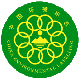 中国环境标志
CHINA ENVIRONMENTAL LABELLING